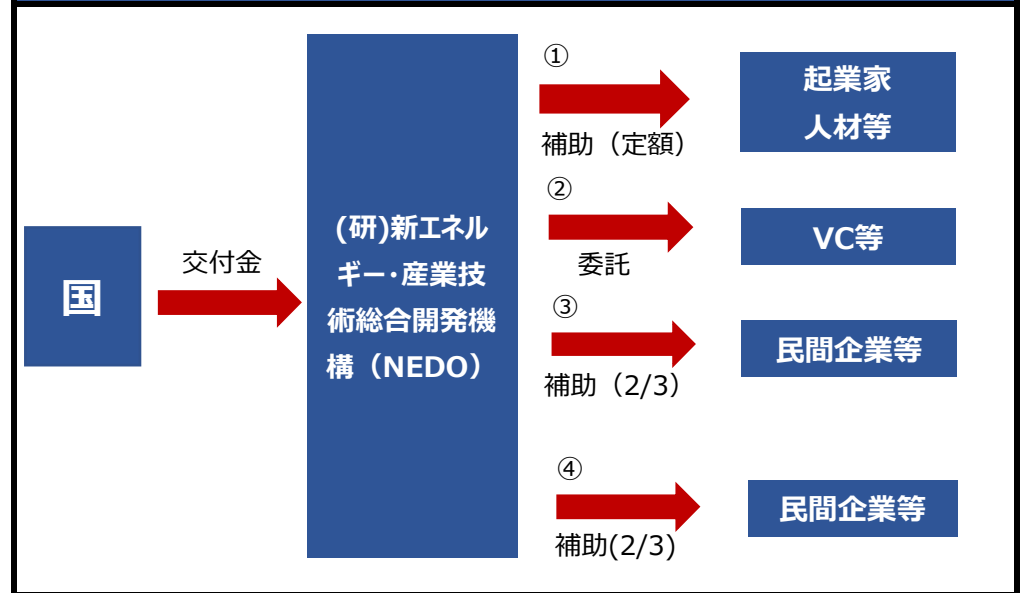 国
交付金
(研)新エネル
ギー・産業技
術総合開発機
構（NEDO）
①
補助（定額）
起業家
人材等
②
委託
VC等
③
補助（2/3）
民間企業等
④
補助(2/3)
民間企業等